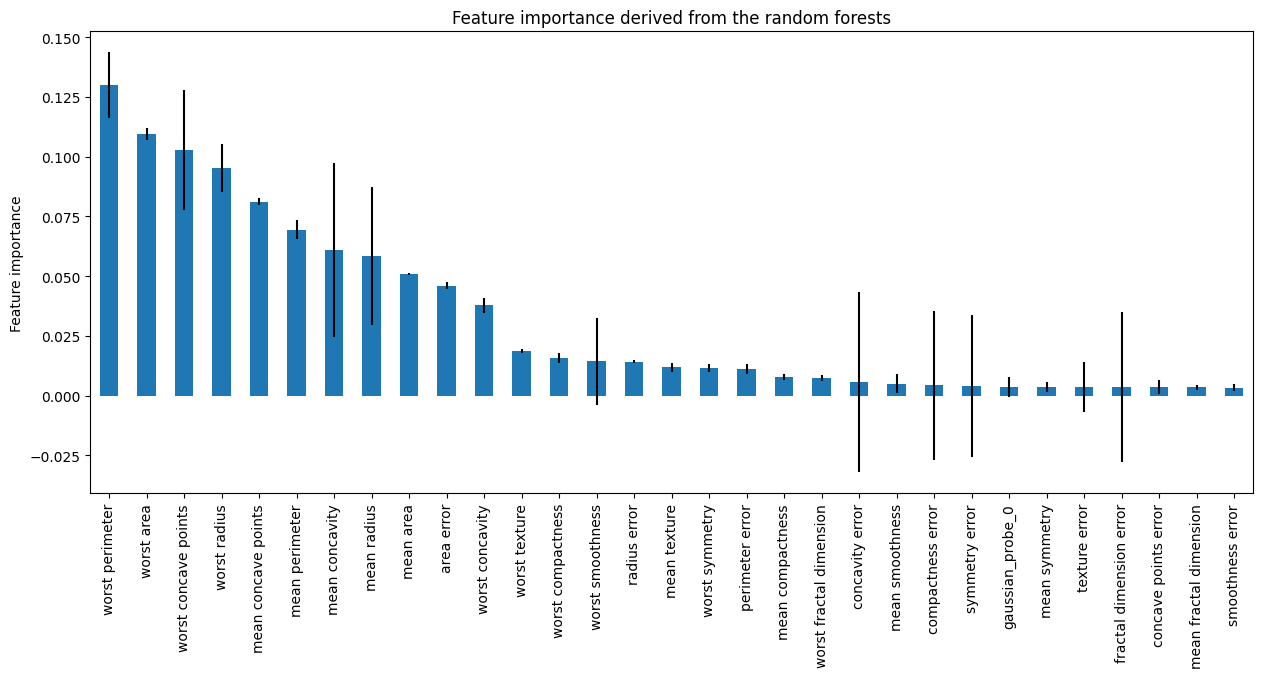 Feature importance derived from the random forests
Feature importance
0.150
0.125
0.100
0.075
0.050
0.025
0.000
−0.025
worst perimeter
worst area
worst concave points
worst radius
mean concave points
mean perimeter
mean concavity
mean radius
mean area
area error
worst concavity
worst texture
worst compactness
worst smoothness
radius error
mean texture
worst symmetry
perimeter error
mean compactness
worst fractal dimension
concavity error
mean smoothness
compactness error
symmetry error
gaussian_probe_0
mean symmetry
texture error
fractal dimension error
concave points error
mean fractal dimension
smoothness error